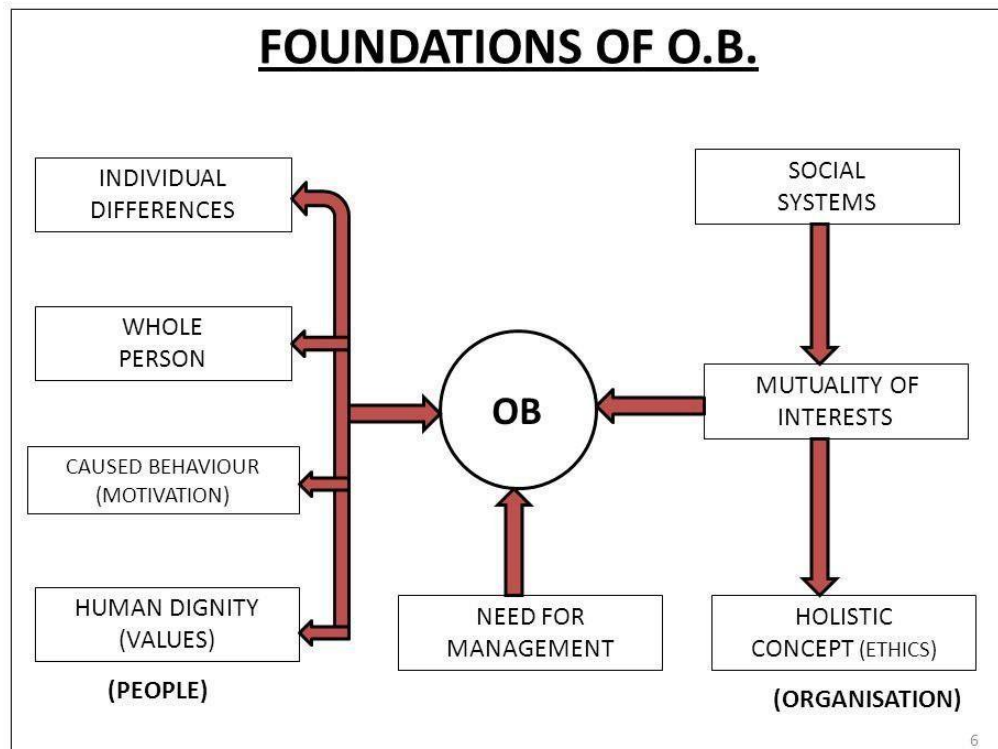 FOUNDATIONS OF O.B.
INDIVIDUAL
DIFFERENCES
WHOLE
PERSON
CAUSED BEHAVIOUR
(MOTIVATION)
HUMAN DIGNITY
(VALUES)
(PEOPLE)
OB
NEED FOR
MANAGEMENT
SOCIAL
SYSTEMS
MUTUALITY OF
INTERESTS
HOLISTIC
CONCEPT (ETHICS)
(ORGANISATION)
6